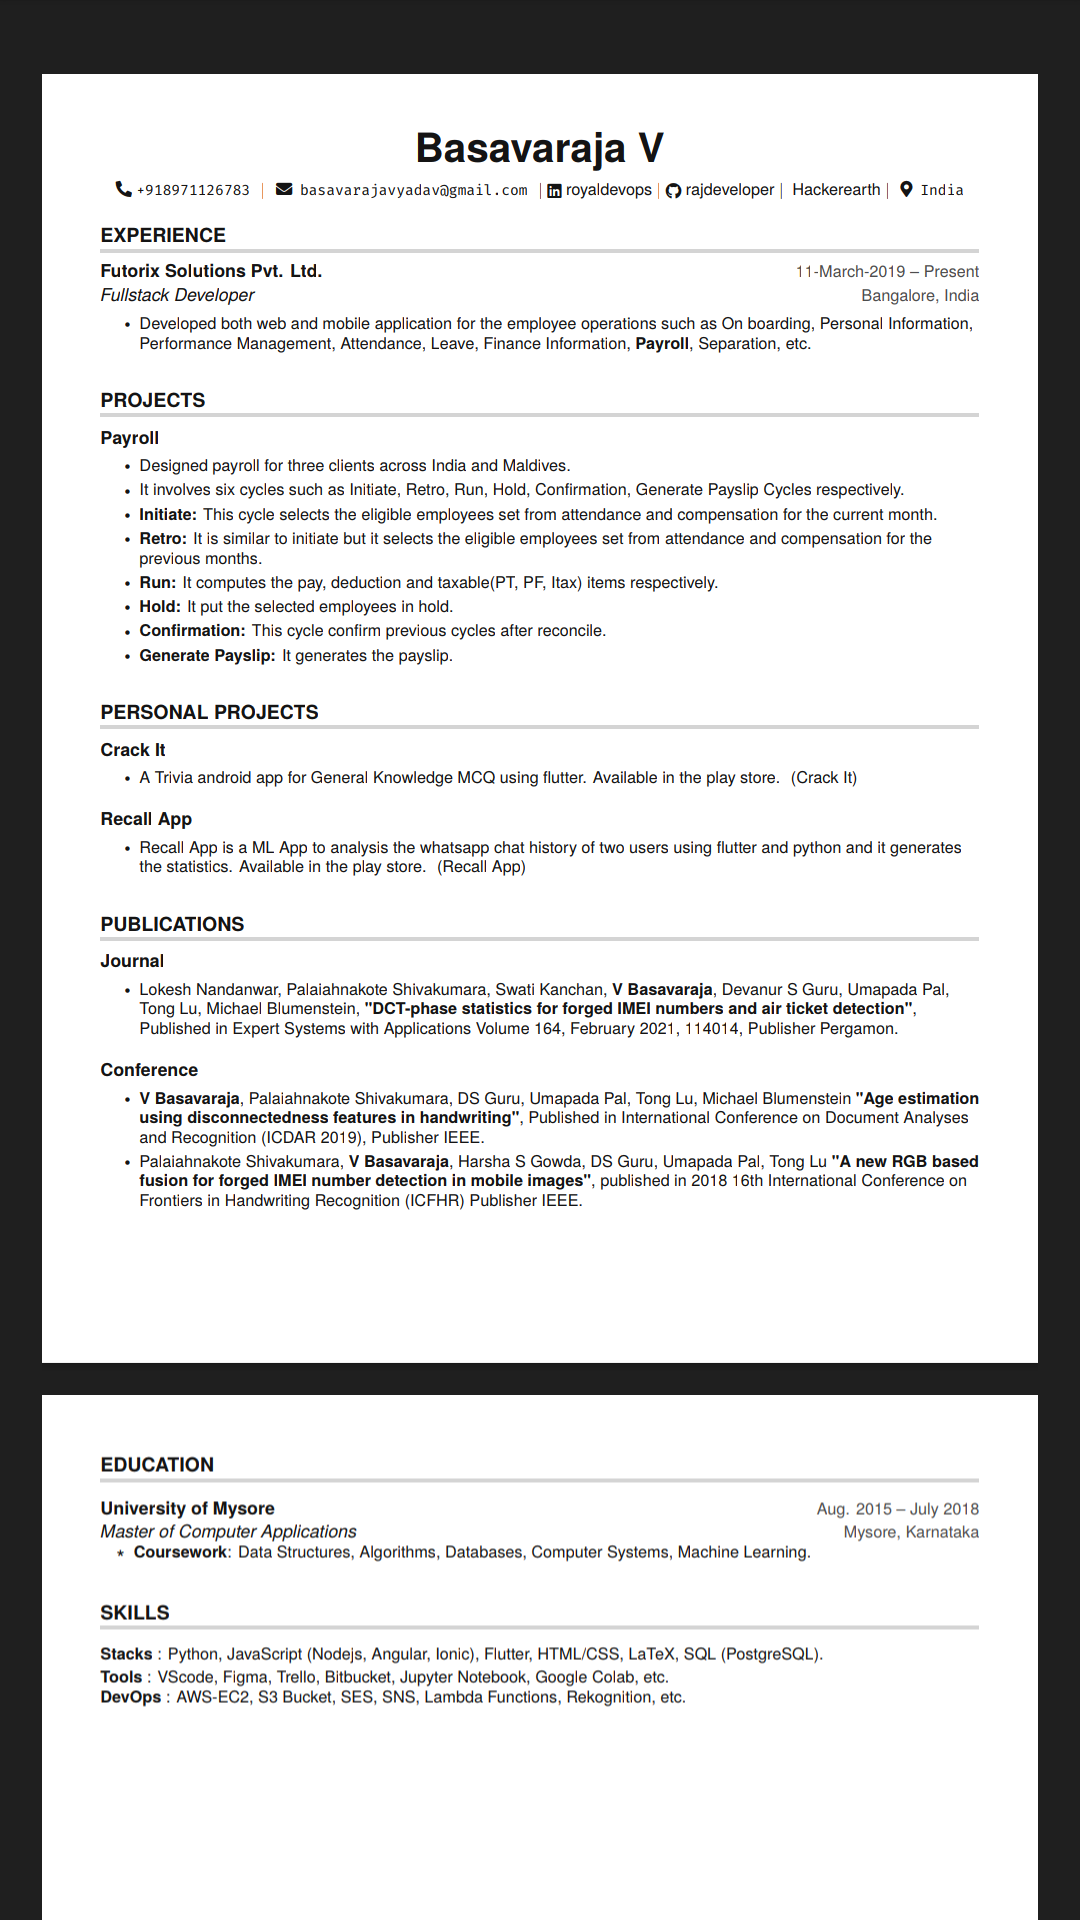 Basavaraja V
+918971126783 | basavarajavyadav@gmail.com | royaldevops | rajdeveloper | Hackerearth | India
EXPERIENCE
Futorix Solutions Pvt. Ltd. 11-March-2019 – Present
Fullstack Developer Bangalore, India
• Developed both web and mobile application for the employee operations such as On boarding, Personal Information,
Performance Management, Attendance, Leave, Finance Information, Payroll, Separation, etc.
PROJECTS
Payroll
• Designed payroll for three clients across India and Maldives.
• It involves six cycles such as Initiate, Retro, Run, Hold, Confirmation, Generate Payslip Cycles respectively.
• Initiate: This cycle selects the eligible employees set from attendance and compensation for the current month.
• Retro: It is similar to initiate but it selects the eligible employees set from attendance and compensation for the
previous months.
• Run: It computes the pay, deduction and taxable(PT, PF, Itax) items respectively.
• Hold: It put the selected employees in hold.
• Confirmation: This cycle confirm previous cycles after reconcile.
• Generate Payslip: It generates the payslip.
PERSONAL PROJECTS
Crack It
• A Trivia android app for General Knowledge MCQ using flutter. Available in the play store. (Crack It)
Recall App
• Recall App is a ML App to analysis the whatsapp chat history of two users using flutter and python and it generates
the statistics. Available in the play store. (Recall App)
PUBLICATIONS
Journal
• Lokesh Nandanwar, Palaiahnakote Shivakumara, Swati Kanchan, V Basavaraja, Devanur S Guru, Umapada Pal,
Tong Lu, Michael Blumenstein, "DCT-phase statistics for forged IMEI numbers and air ticket detection",
Published in Expert Systems with Applications Volume 164, February 2021, 114014, Publisher Pergamon.
Conference
• V Basavaraja, Palaiahnakote Shivakumara, DS Guru, Umapada Pal, Tong Lu, Michael Blumenstein "Age estimation
using disconnectedness features in handwriting", Published in International Conference on Document Analyses
and Recognition (ICDAR 2019), Publisher IEEE.
• Palaiahnakote Shivakumara, V Basavaraja, Harsha S Gowda, DS Guru, Umapada Pal, Tong Lu "A new RGB based
fusion for forged IMEI number detection in mobile images", published in 2018 16th International Conference on
Frontiers in Handwriting Recognition (ICFHR) Publisher IEEE.
EDUCATION
University of Mysore Aug. 2015 – July 2018
Master of Computer Applications Mysore, Karnataka
* Coursework: Data Structures, Algorithms, Databases, Computer Systems, Machine Learning.
SKILLS
Stacks : Python, JavaScript (Nodejs, Angular, Ionic), Flutter, HTML/CSS, LaTeX, SQL (PostgreSQL).
Tools : VScode, Figma, Trello, Bitbucket, Jupyter Notebook, Google Colab, etc.
DevOps : AWS-EC2, S3 Bucket, SES, SNS, Lambda Functions, Rekognition, etc.